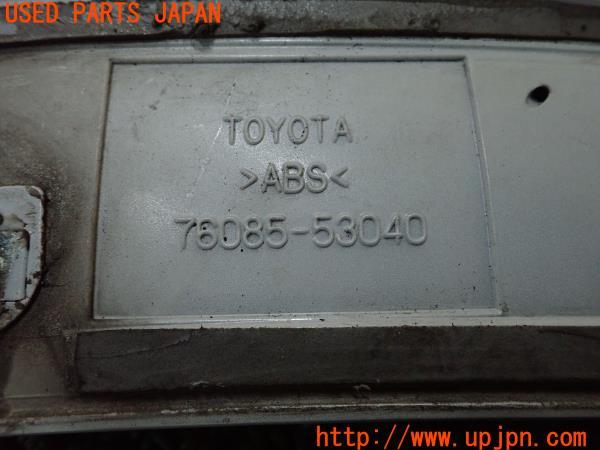 USED PARTS JAPAN
TOYOTA
>ABS<
76085-53040
http://www.upjpn.com